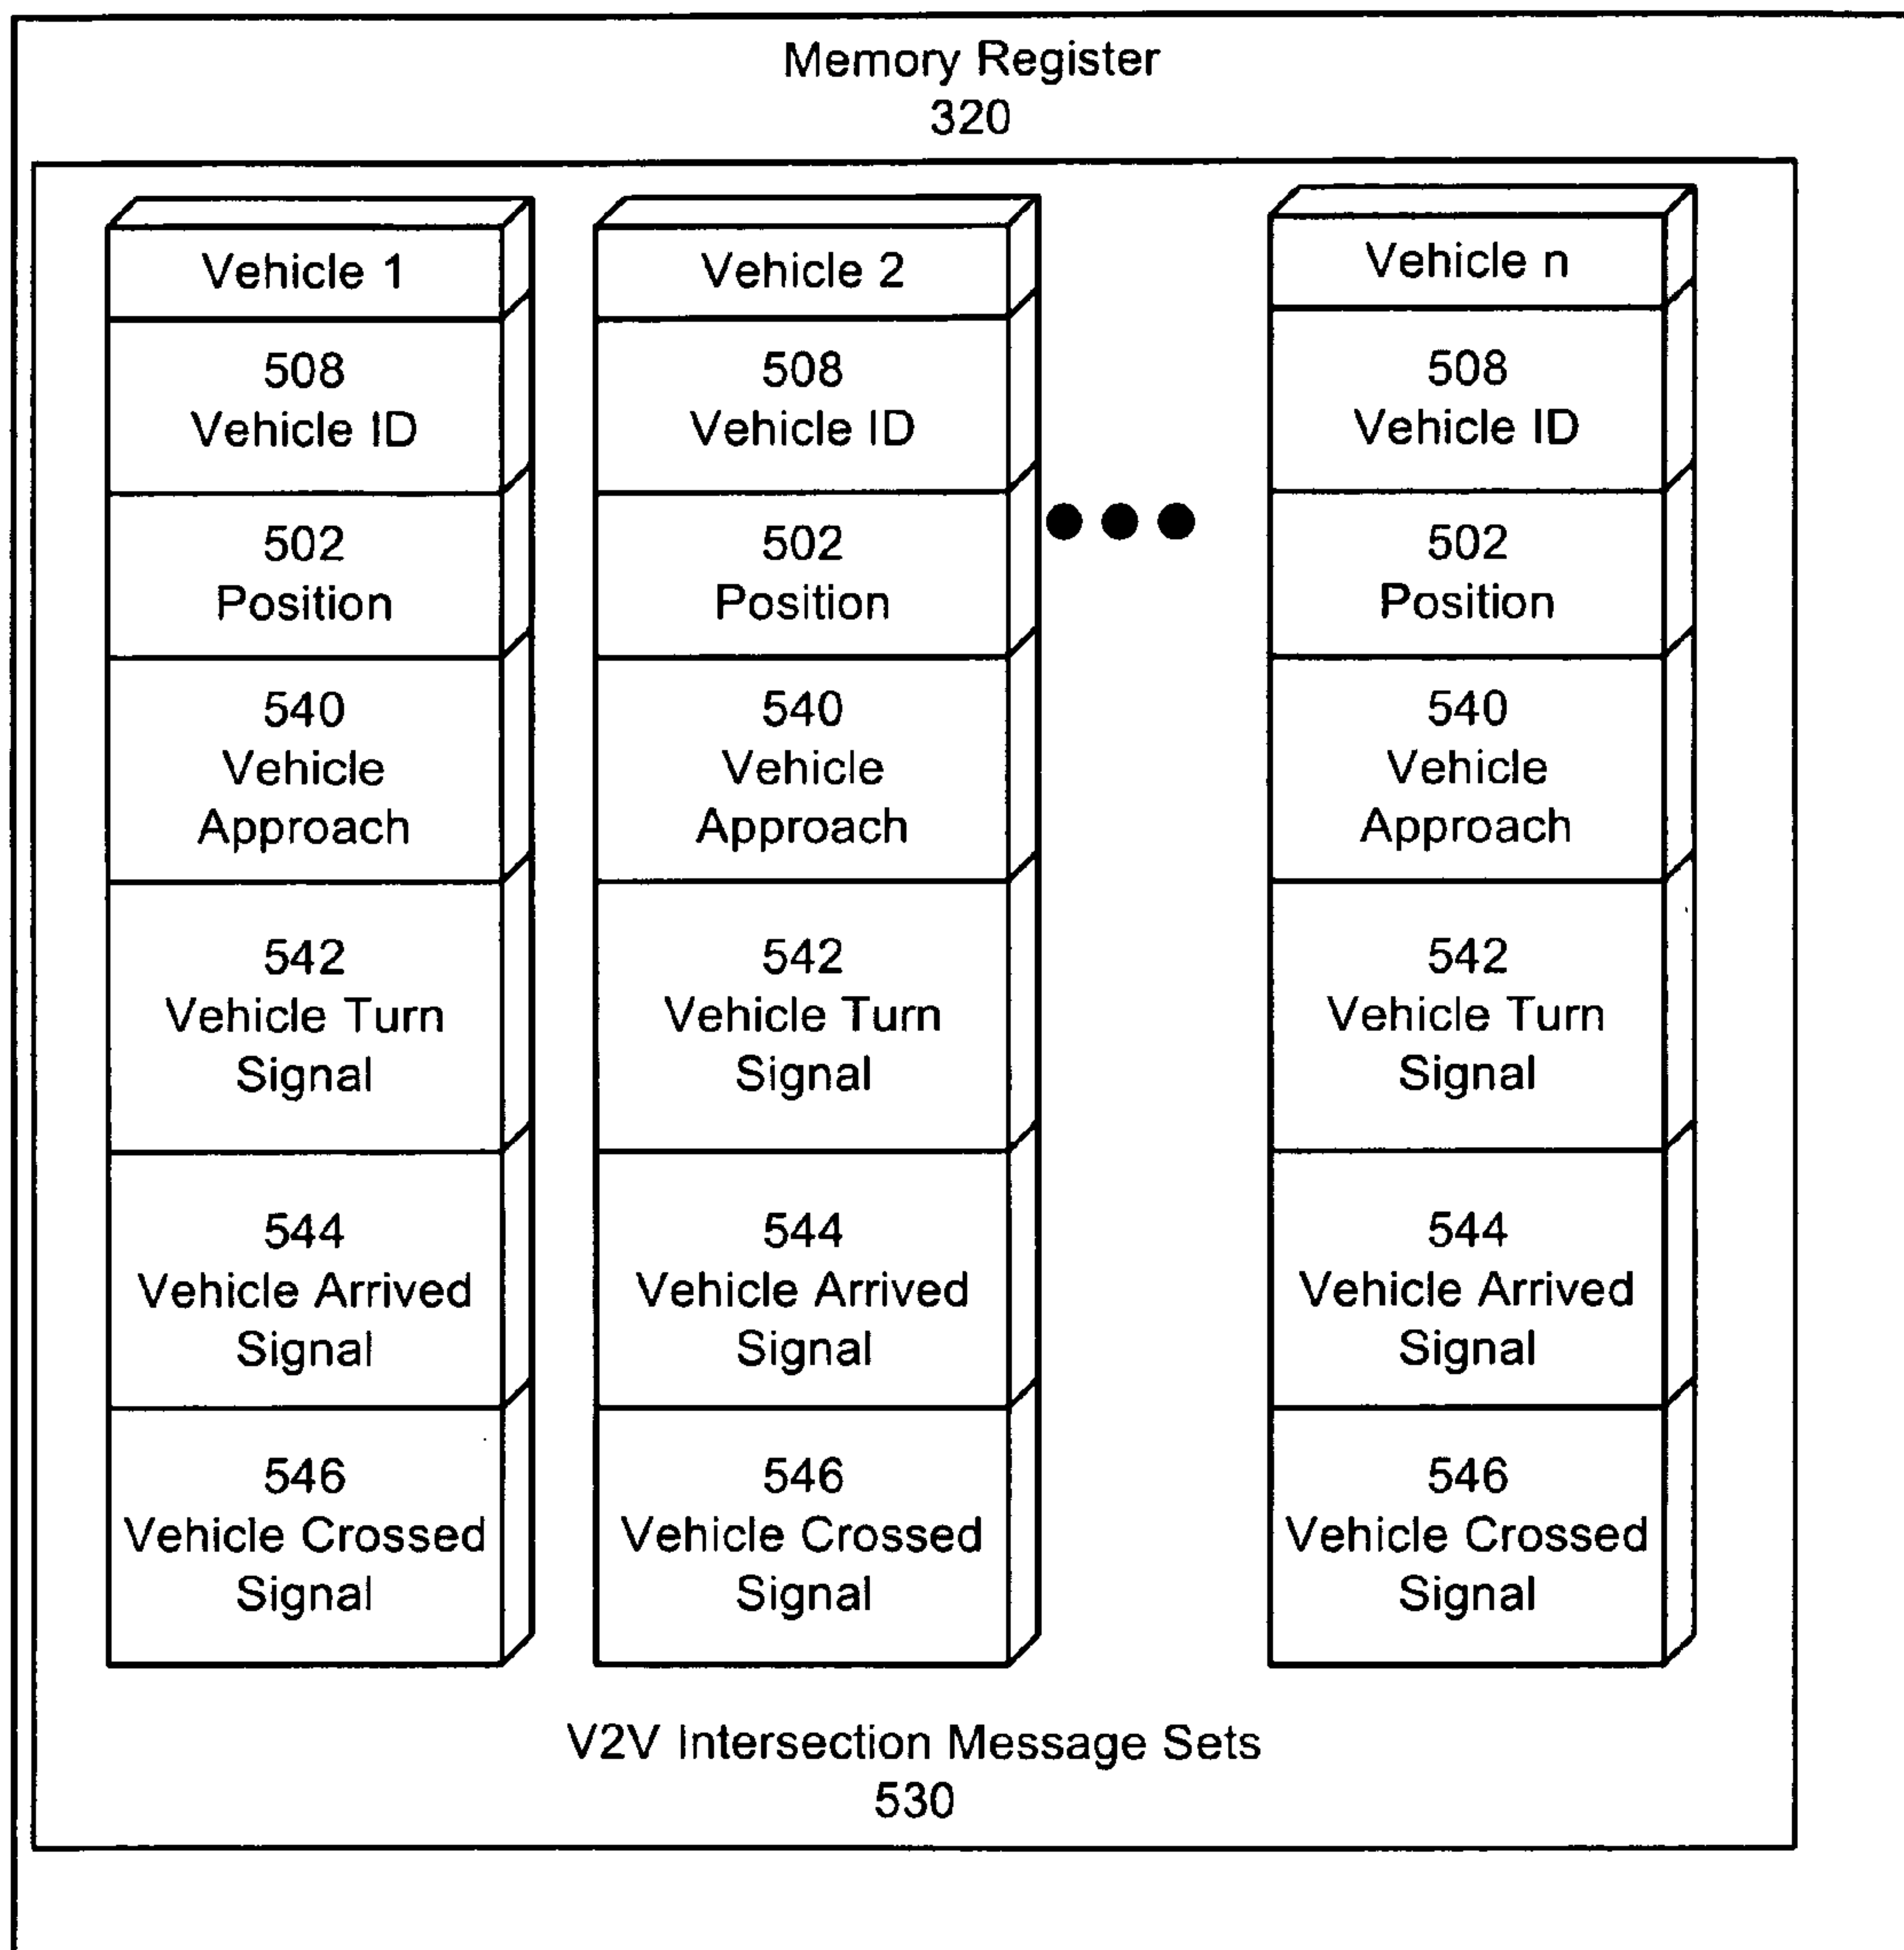 Memory Register
320
Vehicle 1
508
Vehicle ID
502
Position
540
Vehicle
Approach
542
Vehicle Turn
Signal
544
Vehicle Arrived
Signal
546
Vehicle Crossed
Signal
Vehicle 2
508
Vehicle ID
502
Position
540
Vehicle
Approach
542
Vehicle Turn
Signal
544
Vehicle Arrived
Signal
546
Vehicle Crossed
Signal
Vehicle n
508
Vehicle ID
502
Position
540
Vehicle
Approach
542
Vehicle Turn
Signal
544
Vehicle Arrived
Signal
546
Vehicle Crossed
Signal
V2V Intersection Message Sets
530